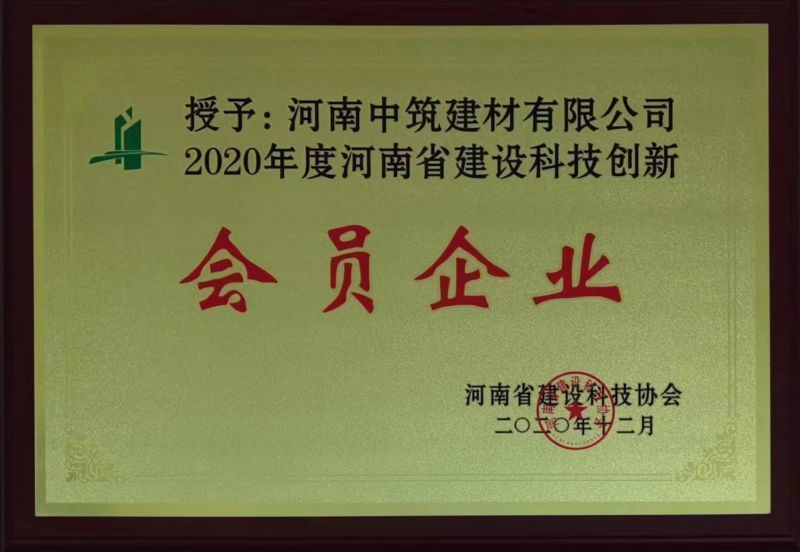 授予：河南中筑建材有限公司
2020年度河南省建设科技创新
会员企业
河南省建设科技协会
二〇二〇年十二月